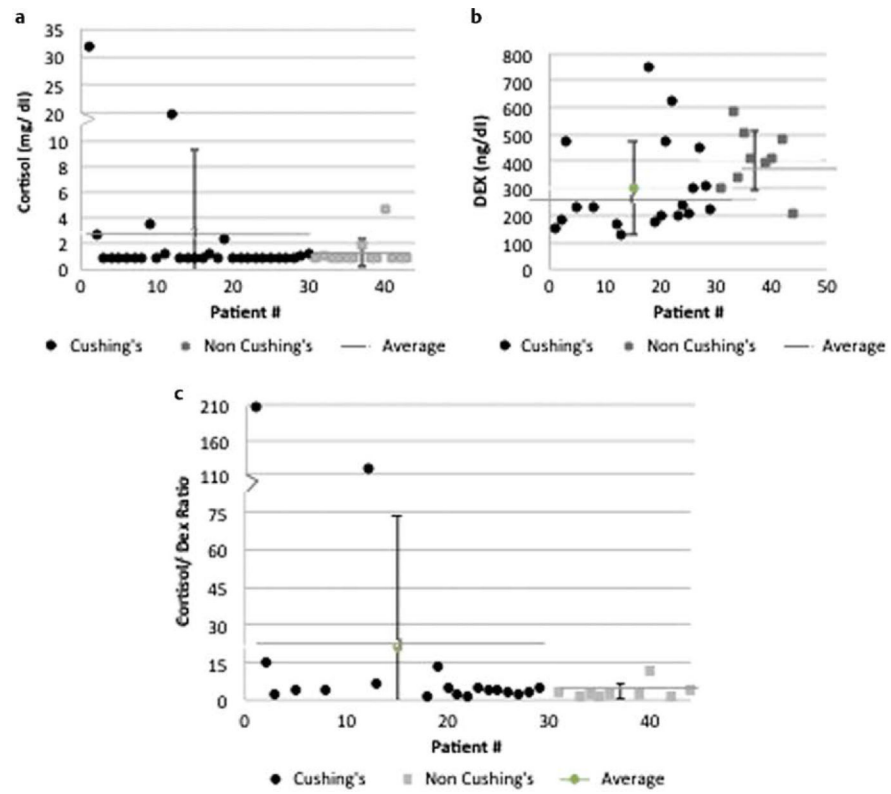 a
35
30
25
20
10
8
6
4
2
0
Cortisol (mg/ dl)
0 10 20 30 40
Patient #
Cushing's Non Cushing's Average
b
800
700
600
500
400
300
200
100
0
DEX (ng/dl)
0 10 20 30 40 50
Patient #
Cushing's Non Cushing's Average
c
210
160
110
75
60
45
30
15
0
Cortisol/ Dex Ratio
0 10 20 30 40
Patient #
Cushing's Non Cushing's Average